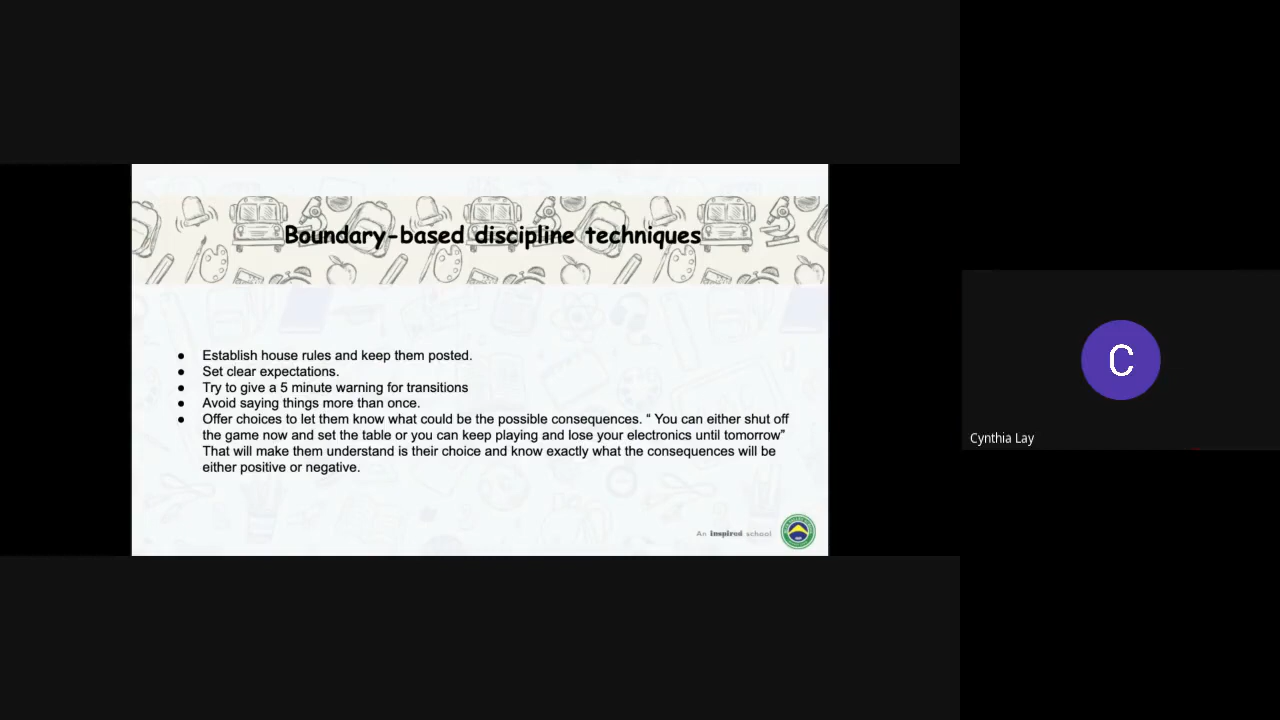 Boundary-based discipline techniques
● Establish house rules and keep them posted.
● Set clear expectations.
● Try to give a 5 minute warning for transitions
● Avoid saying things more than once.
● Offer choices to let them know what could be the possible consequences. “ You can either shut off
the game now and set the table or you can keep playing and lose your electronics until tomorrow”
That will make them understand is their choice and know exactly what the consequences will be
either positive or negative.
An inspired school
C
Cynthia Lay